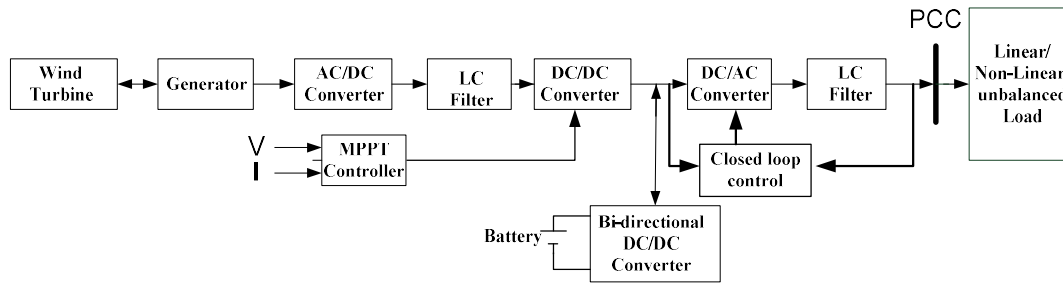 PCC
Wind
Turbine
Generator
AC/DC
Converter
LC
Filter
DC/DC
Converter
DC/AC
Converter
LC
Filter
Linear/
Non-Linear
unbalanced
Load
V
I
MPPT
Controller
Closed loop
control
Battery
Bi-directional
DC/DC
Converter